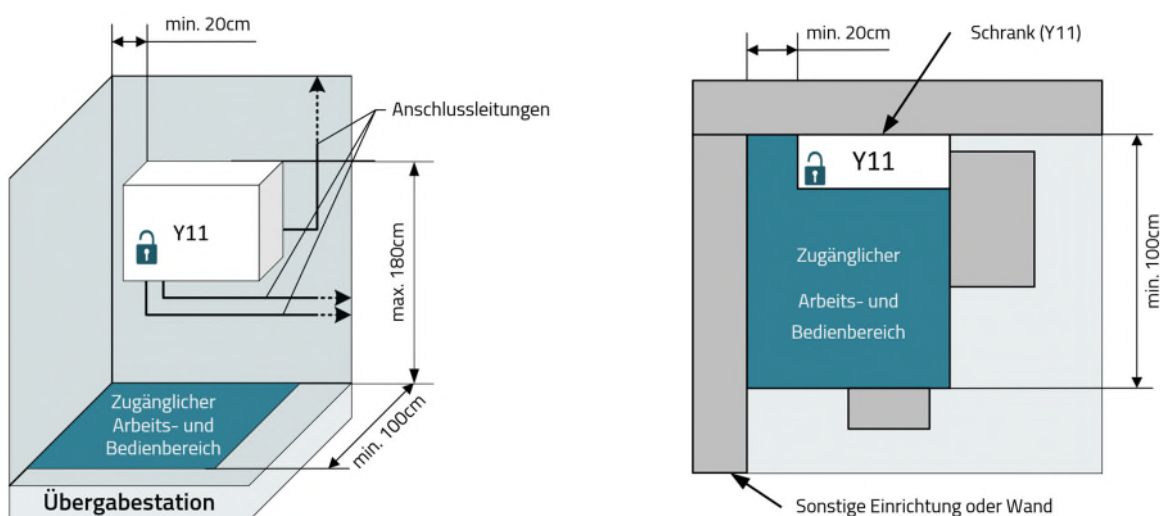 min. 20cm
Anschlussleitungen
Y11
max. 180cm
Zugänglicher
Arbeits- und
Bedienbereich
min. 100cm
Übergabestation
min. 20cm
Schrank (Y11)
Y11
Zugänglicher
Arbeits- und
Bedienbereich
min. 100cm
Sonstige Einrichtung oder Wand